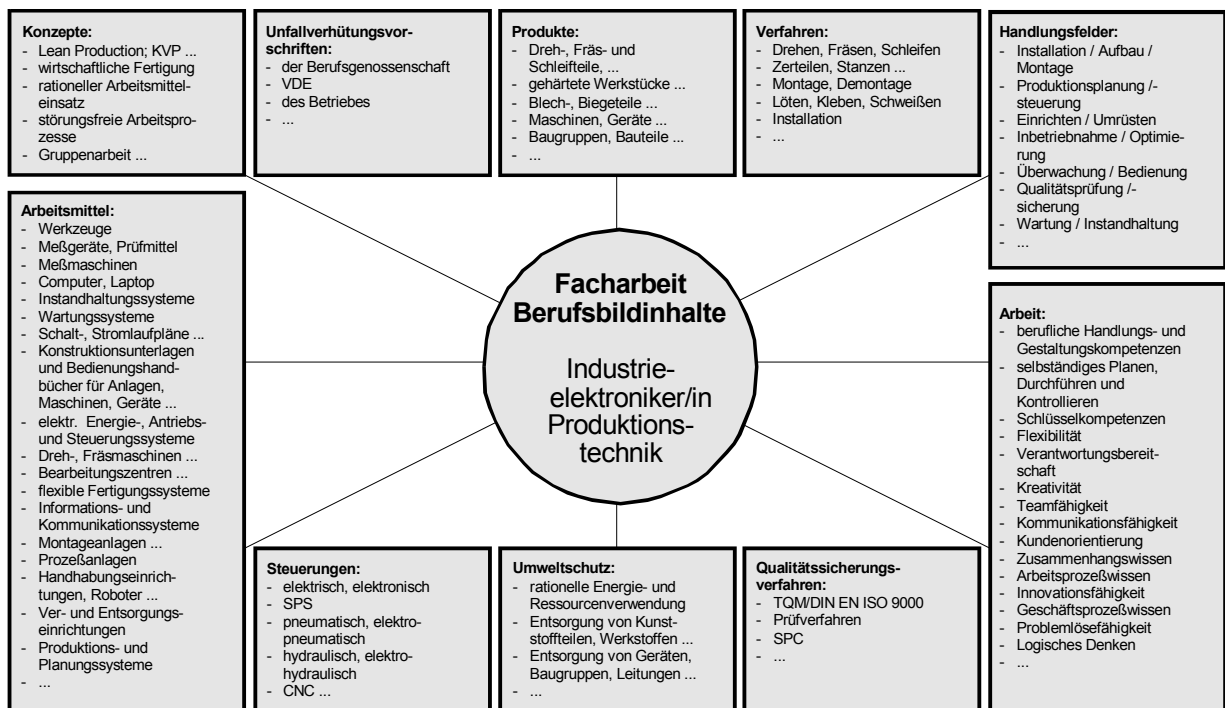 Konzepte:
- Lean Production; KVP ...
- wirtschaftliche Fertigung
- rationeller Arbeitsmittel-
einsatz
- störungsfreie Arbeitspro-
zesse
- Gruppenarbeit ...
Unfallverhütungsvor-
schriften:
- der Berufsgenossenschaft
- VDE
- des Betriebes
- ...
Produkte:
- Dreh-, Fräs- und
Schleifteile, ...
- gehärtete Werkstücke ...
- Blech-, Biegeteile ...
- Maschinen, Geräte ...
- Baugruppen, Bauteile ...
- ...
Verfahren:
- Drehen, Fräsen, Schleifen
- Zerteilen, Stanzen ...
- Montage, Demontage
- Löten, Kleben, Schweißen
- Installation
- ...
Handlungsfelder:
- Installation / Aufbau /
Montage
- Produktionsplanung /-
steuerung
- Einrichten / Umrüsten
- Inbetriebnahme / Optimie-
rung
- Überwachung / Bedienung
- Qualitätsprüfung /-
sicherung
- Wartung / Instandhaltung
- ...
Arbeitsmittel:
- Werkzeuge
- Meßgeräte, Prüfmittel
- Meßmaschinen
- Computer, Laptop
- Instandhaltungssysteme
- Wartungssysteme
- Schalt-, Stromlaufpläne ...
- Konstruktionsunterlagen
und Bedienungshand-
bücher für Anlagen,
Maschinen, Geräte ...
- elektr. Energie-, Antriebs-
und Steuerungssysteme
- Dreh-, Fräsmaschinen ...
- Bearbeitungszentren ...
- flexible Fertigungssysteme
- Informations- und
Kommunikationssysteme
- Montageanlagen ...
- Prozeßanlagen
- Handhabungseinrich-
tungen, Roboter ...
- Ver- und Entsorgungs-
einrichtungen
- Produktions- und
Planungssysteme
- ...
Facharbeit
Berufsbildinhalte
Industrie-
elektroniker/in
Produktions-
technik
Arbeit:
- berufliche Handlungs- und
Gestaltungskompetenzen
- selbständiges Planen,
Durchführen und
Kontrollieren
- Schlüsselkompetenzen
- Flexibilität
- Verantwortungsbereit-
schaft
- Kreativität
- Teamfähigkeit
- Kommunikationsfähigkeit
- Kundenorientierung
- Zusammenhangswissen
- Arbeitsprozeßwissen
- Innovationsfähigkeit
- Geschäftsprozeßwissen
- Problemlösefähigkeit
- Logisches Denken
- ...
Steuerungen:
- elektrisch, elektronisch
- SPS
- pneumatisch, elektro-
pneumatisch
- hydraulisch, elektro-
hydraulisch
- CNC ...
Umweltschutz:
- rationelle Energie- und
Ressourcenverwendung
- Entsorgung von Kunst-
stoffteilen, Werkstoffen ...
- Entsorgung von Geräten,
Baugruppen, Leitungen ...
- ...
Qualitätssicherungs-
verfahren:
- TQM/DIN EN ISO 9000
- Prüfverfahren
- SPC
- ...